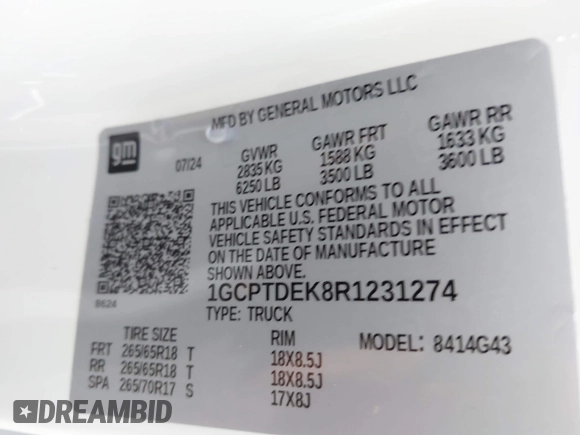 MFD BY GENERAL MOTORS LLC
gm
07/24
GVWR
2835 KG
6250 LB
GAWR FRT
1588 KG
3500 LB
GAWR RR
1633 KG
3600 LB
THIS VEHICLE CONFORMS TO ALL
APPLICABLE U.S. FEDERAL MOTOR
VEHICLE SAFETY STANDARDS IN EFFECT
ON THE DATE OF MANUFACTURE
SHOWN ABOVE.
8624
1GCPTDEK8R1231274
TYPE: TRUCK
MODEL: 8414G43
TIRE SIZE RIM
FRT 265/65R18 T 18X8.5J
RR 265/65R18 T 18X8.5J
SPA 265/70R17 S 17X8J
DREAMBID